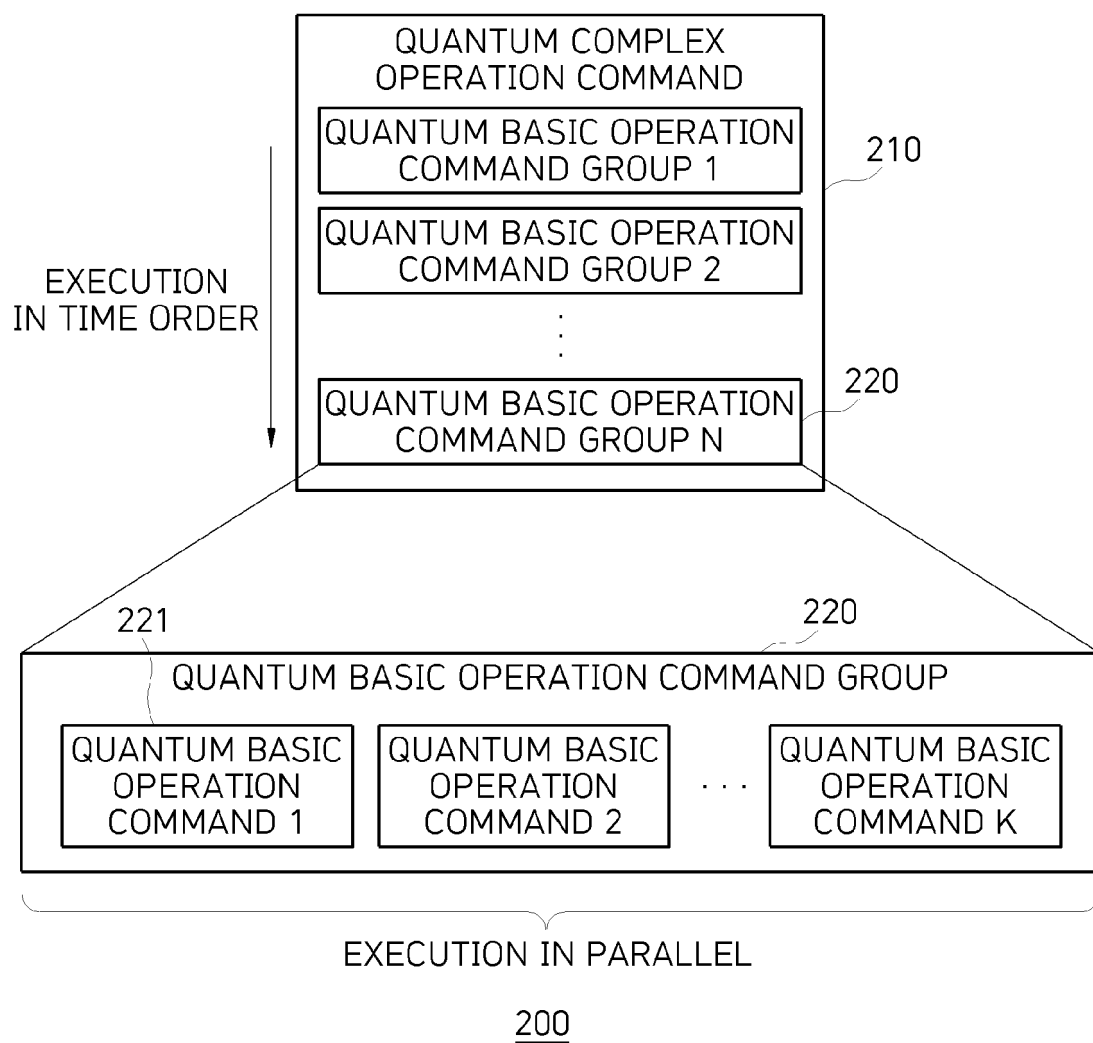 QUANTUM COMPLEX
OPERATION COMMAND
QUANTUM BASIC OPERATION
COMMAND GROUP 1
210
QUANTUM BASIC OPERATION
COMMAND GROUP 2
EXECUTION
IN TIME ORDER
. . .
220
QUANTUM BASIC OPERATION
COMMAND GROUP N
221
220
QUANTUM BASIC OPERATION COMMAND GROUP
QUANTUM BASIC
OPERATION
COMMAND 1
QUANTUM BASIC
OPERATION
COMMAND 2
. . .
QUANTUM BASIC
OPERATION
COMMAND K
EXECUTION IN PARALLEL
200